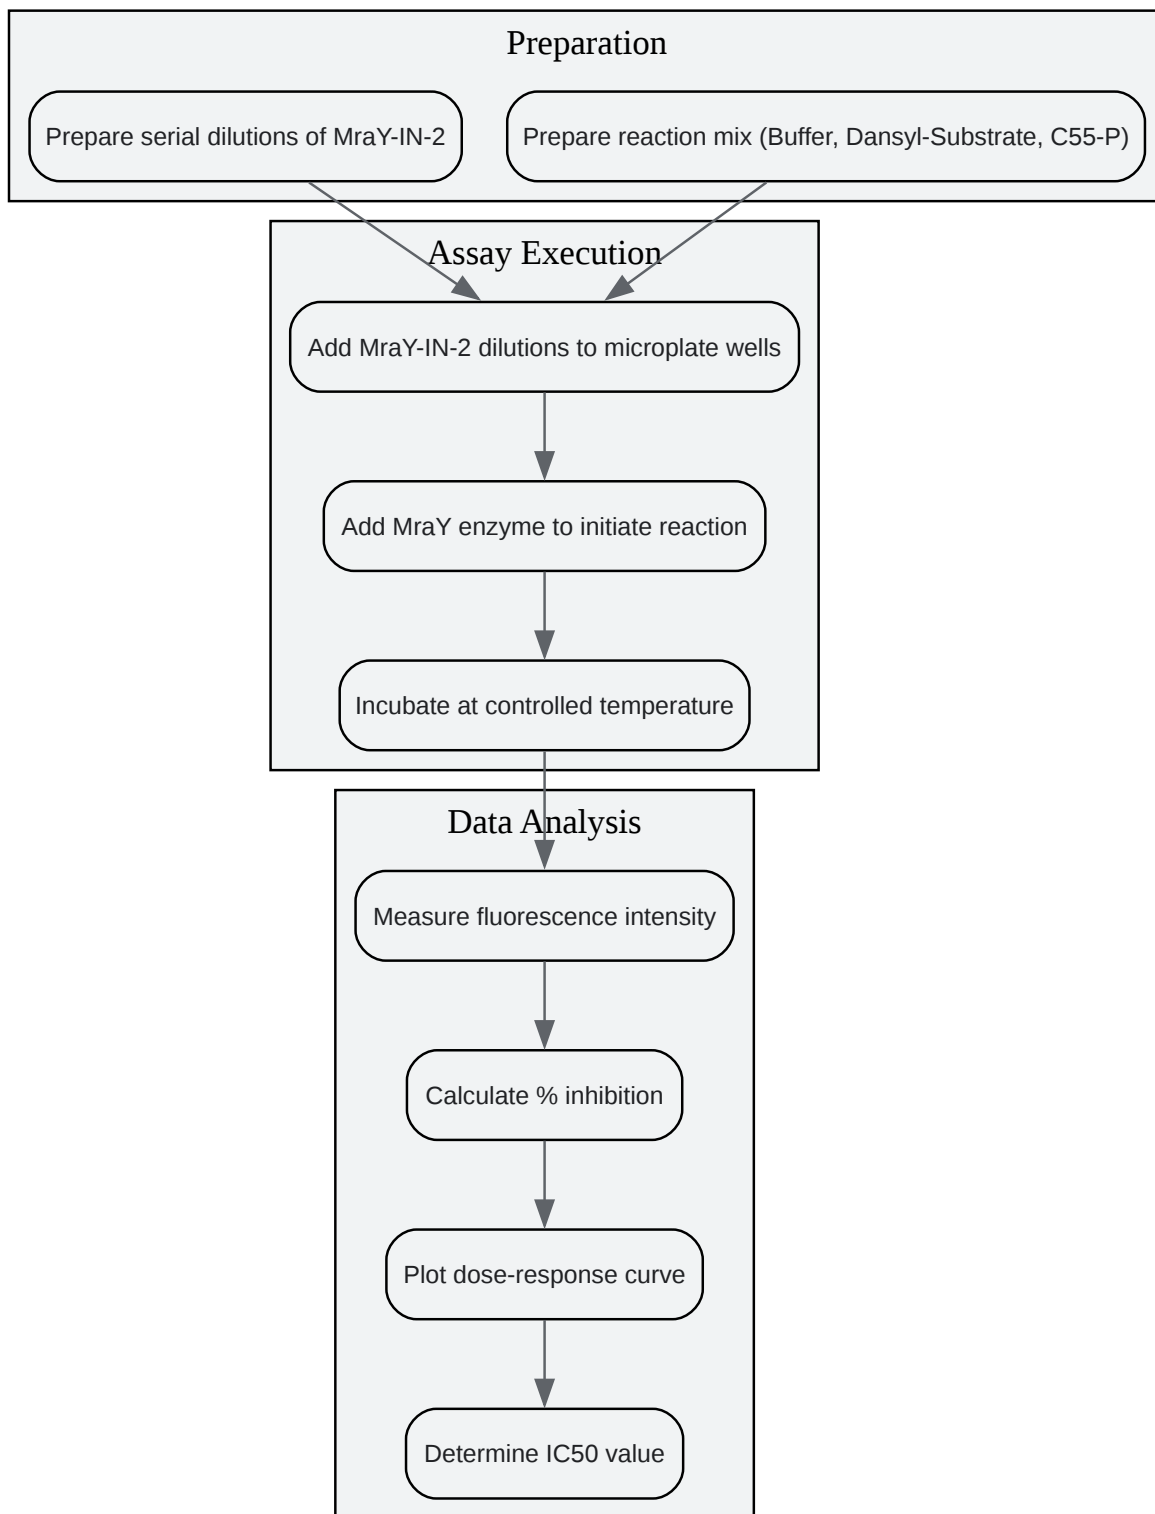 Preparation
Prepare serial dilutions of MraY-IN-2
Prepare reaction mix (Buffer, Dansyl-Substrate, C55-P)
Assay Execution
Add MraY-IN-2 dilutions to microplate wells
Add MraY enzyme to initiate reaction
Incubate at controlled temperature
Data Analysis
Measure fluorescence intensity
Calculate % inhibition
Plot dose-response curve
Determine IC50 value